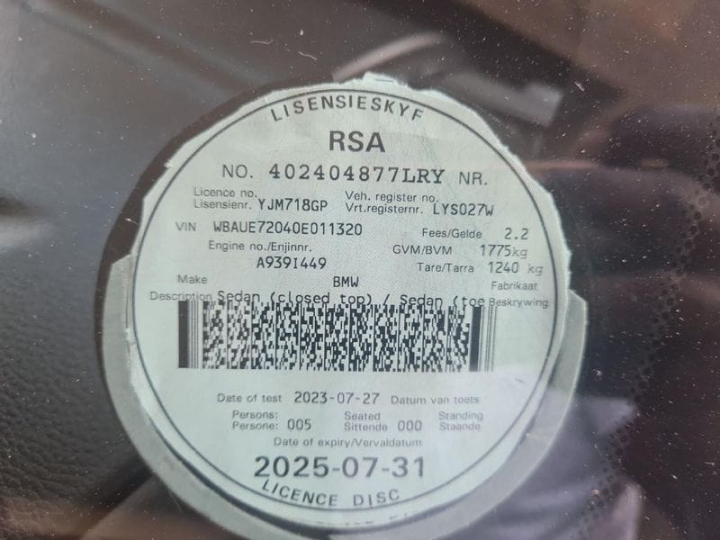 LISENSIESKYF
RSA
NO. 402404877LRY NR.
Licence no. Veh. register no.
Lisensienr. YJM718GP Vrt.registernr. LYS027W
VIN WBAUE72040E011320 Fees/Gelde 2.2
Engine no./Enjinnr. GVM/BVM 1775kg
A939I449 Tare/Tarra 1240 kg
Make BMW Fabrikaat
Description Sedan (closed top) / Sedan (toe Beskrywing
Date of test 2023-07-27 Datum van toets
Persons: Seated Standing
Persone: 005 Sittende 000 Staande
Date of expiry/Vervaldatum
2025-07-31
LICENCE DISC